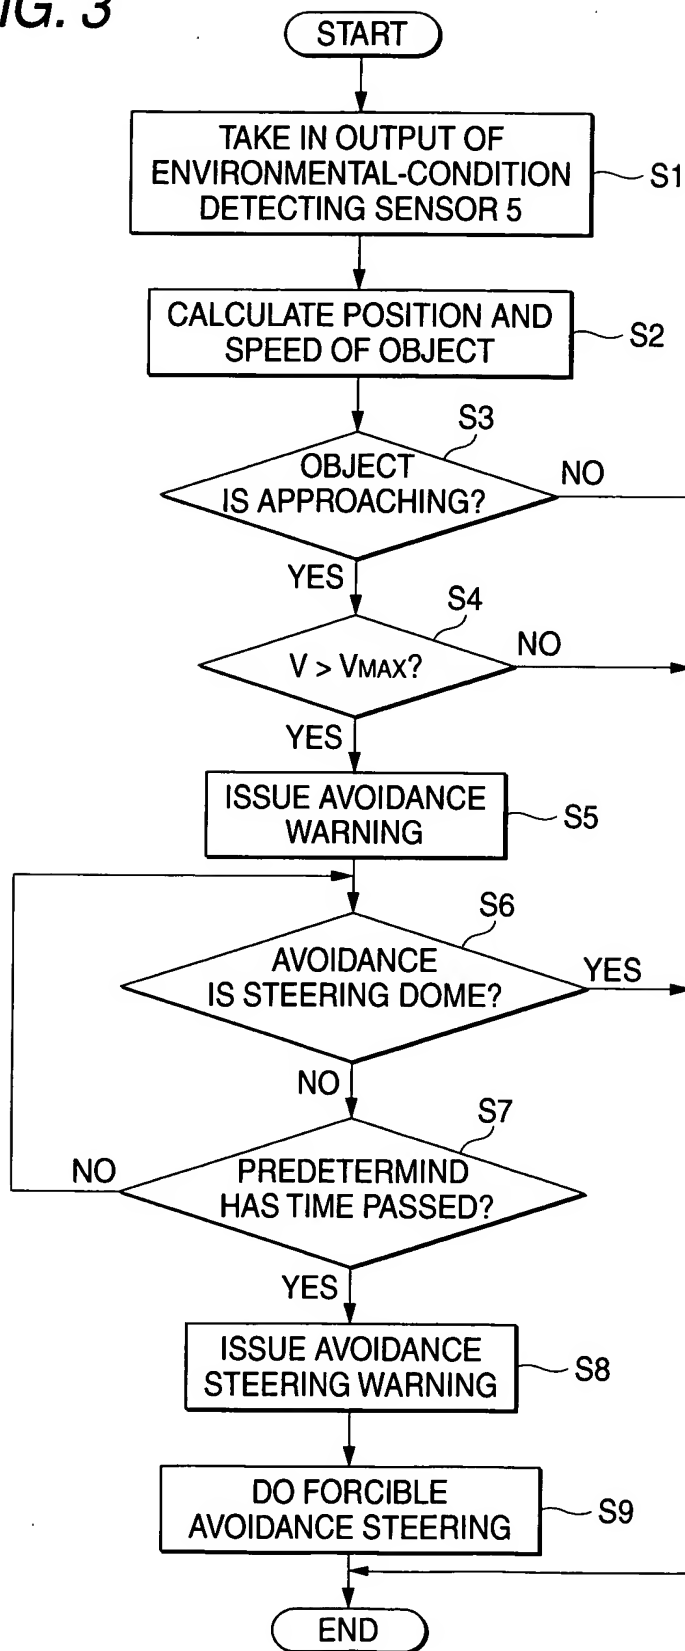 IG. 3
START
TAKE IN OUTPUT OF
ENVIRONMENTAL-CONDITION
DETECTING SENSOR 5
S1
CALCULATE POSITION AND
SPEED OF OBJECT
S2
S3
OBJECT
IS APPROACHING?
NO
YES
S4
V > VMAX?
NO
YES
ISSUE AVOIDANCE
WARNING
S5
S6
AVOIDANCE
IS STEERING DOME?
YES
NO
S7
PREDETERMIND
HAS TIME PASSED?
NO
YES
ISSUE AVOIDANCE
STEERING WARNING
S8
DO FORCIBLE
AVOIDANCE STEERING
S9
END